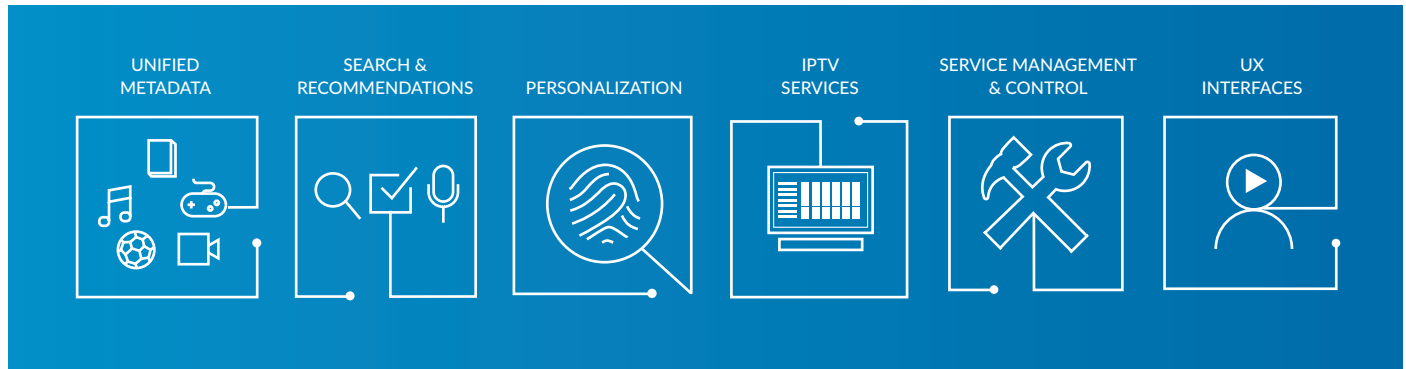 UNIFIED
METADATA
SEARCH &
RECOMMENDATIONS
PERSONALIZATION
IPTV
SERVICES
SERVICE MANAGEMENT
& CONTROL
UX
INTERFACES